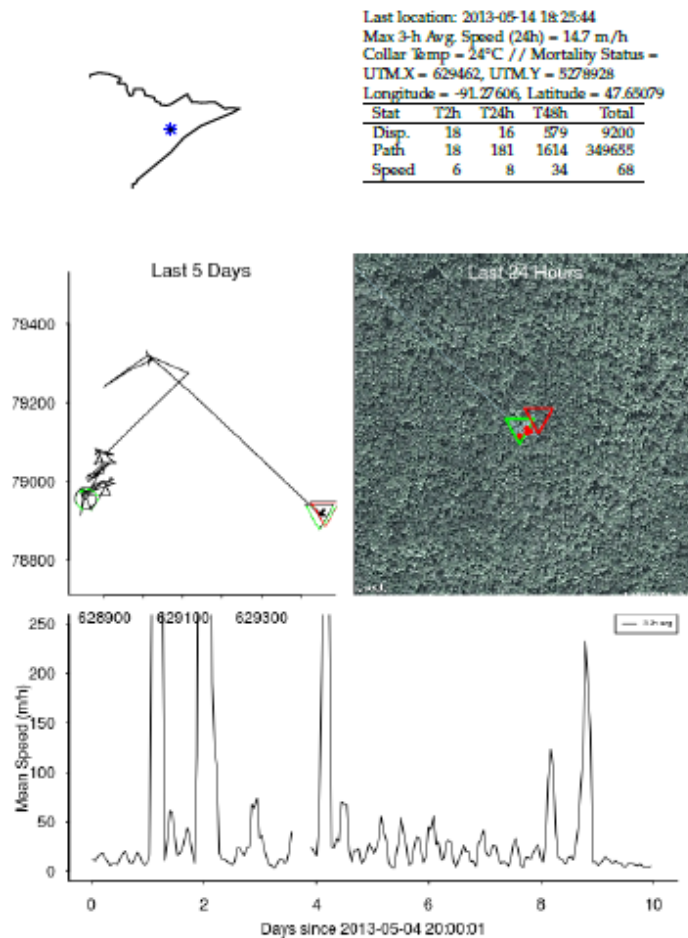 Last location: 2013-05-14 18:25:44
Max 3-h Avg. Speed (24h) = 14.7 m/h
Collar Temp = 24°C // Mortality Status =
UTM.X = 629462, UTM.Y = 5278928
Longitude = -91.27606, Latitude = 47.65079
Stat T2h T24h T48h Total
Disp. 18 16 579 9200
Path 18 181 1614 349655
Speed 6 8 34 68
Last 5 Days
Last 24 Hours
79400
79200
79000
78800
628900 629100 629300
250
200
150
100
50
0
Mean Speed (m/h)
0 2 4 6 8 10
Days since 2013-05-04 20:00:01